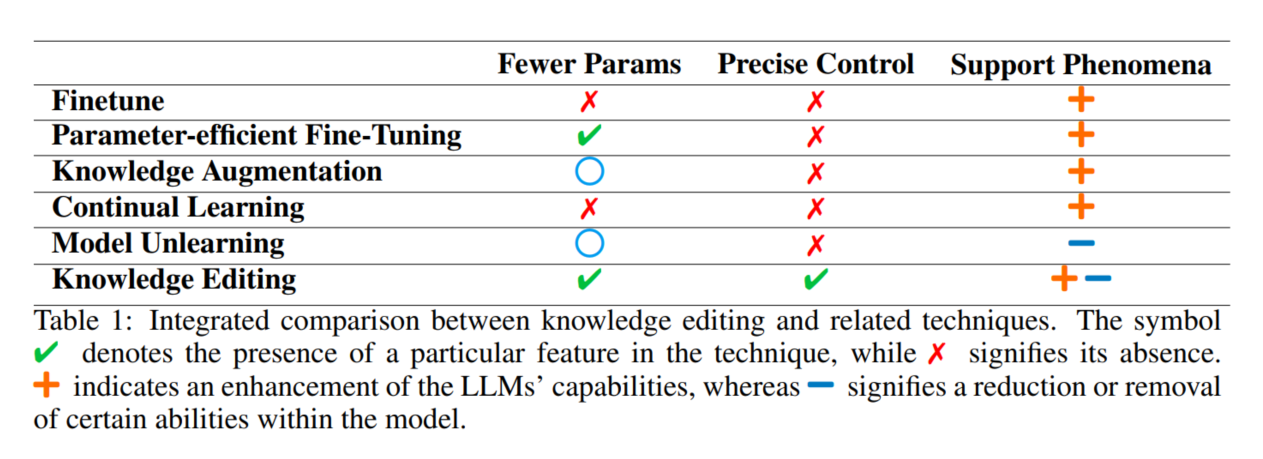 Fewer Params Precise Control Support Phenomena
Finetune ✗ ✗ +
Parameter-efficient Fine-Tuning ✔ ✗ +
Knowledge Augmentation ○ ✗ +
Continual Learning ✗ ✗ +
Model Unlearning ○ ✗ −
Knowledge Editing ✔ ✔ + −
Table 1: Integrated comparison between knowledge editing and related techniques. The symbol
✔ denotes the presence of a particular feature in the technique, while ✗ signifies its absence.
+ indicates an enhancement of the LLMs’ capabilities, whereas − signifies a reduction or removal
of certain abilities within the model.